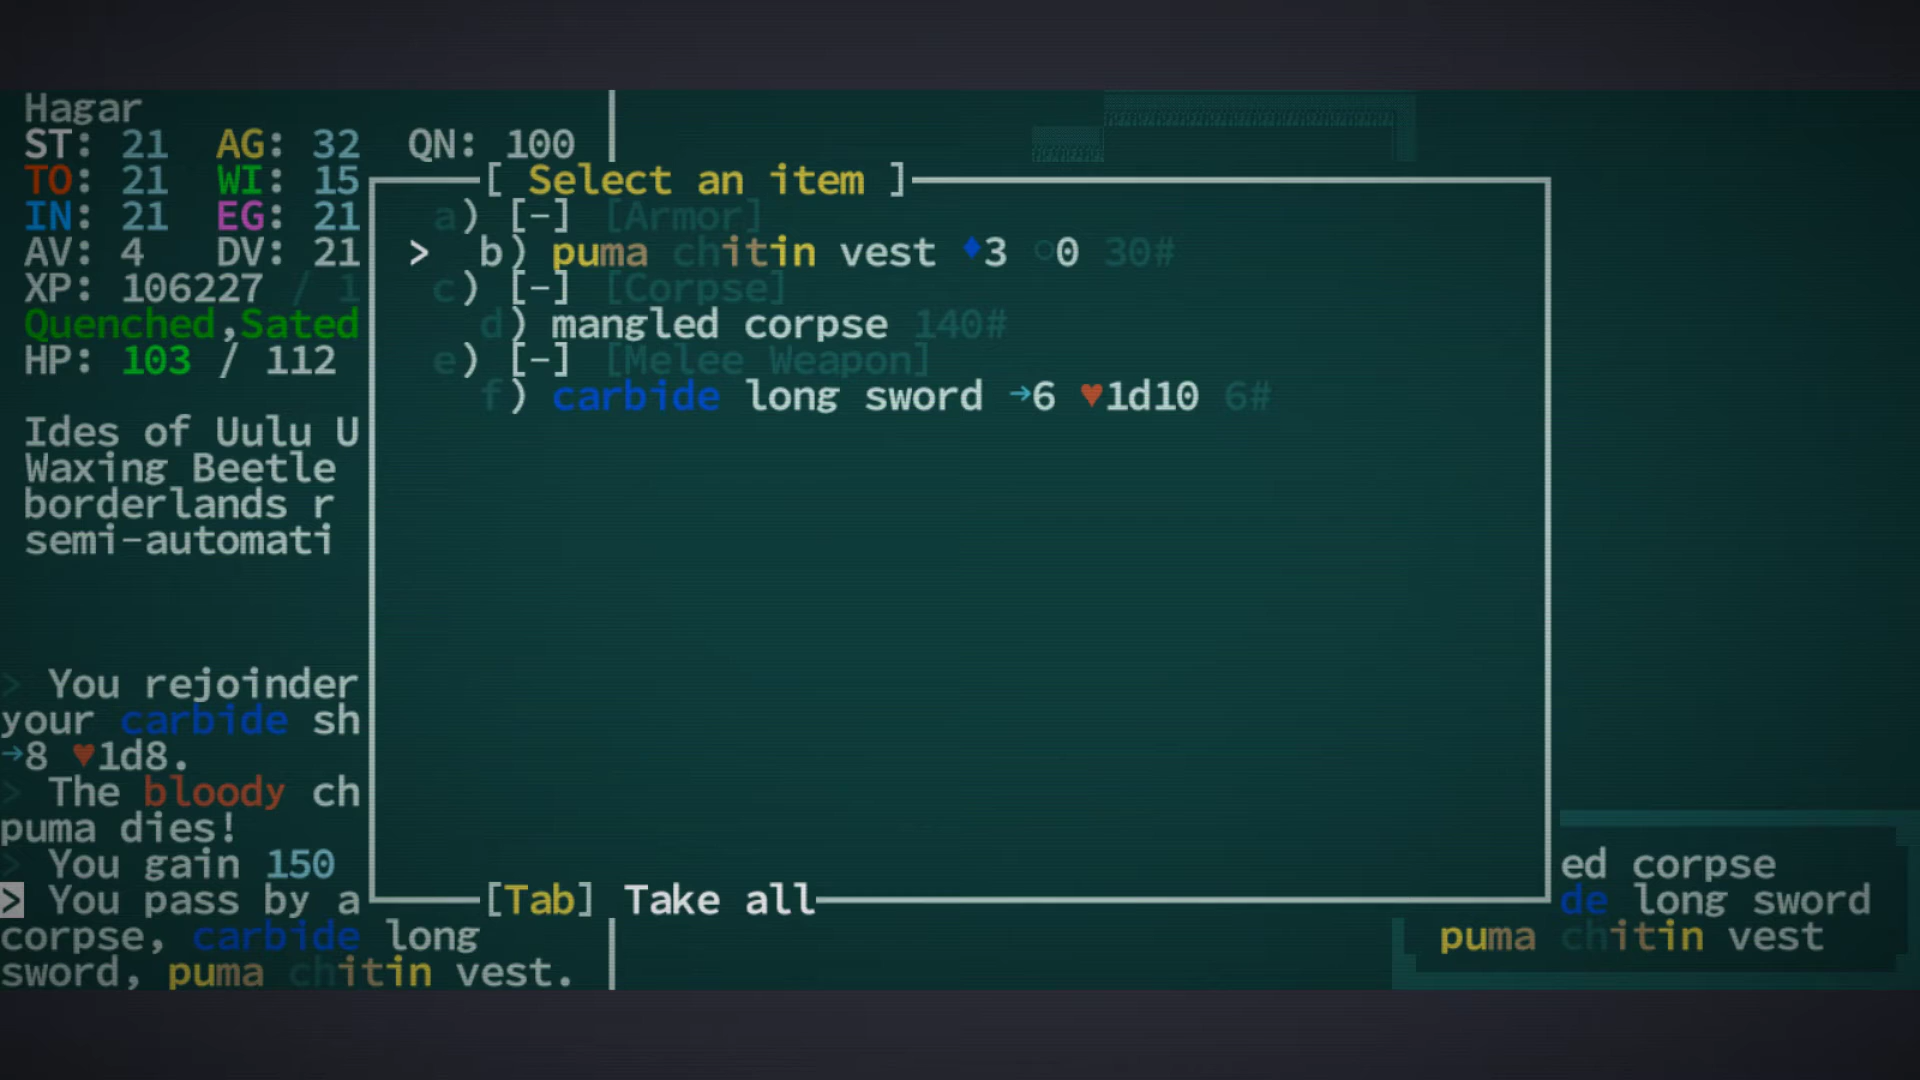 Hagar
ST: 21 AG: 32 QN: 100
TO: 21 WI: 15
IN: 21 EG: 21
AV: 4 DV: 21
XP: 106227 / 1
Quenched,Sated
HP: 103 / 112
Ides of Uulu U
Waxing Beetle
borderlands r
semi-automati
> You rejoinder
your carbide sh
→8 ♥1d8.
> The bloody ch
puma dies!
> You gain 150
> You pass by a
corpse, carbide long
sword, puma chitin vest.
[ Select an item ]
a) [-] [Armor]
> b) puma chitin vest ♦3 ○0 30#
c) [-] [Corpse]
d) mangled corpse 140#
e) [-] [Melee Weapon]
f) carbide long sword →6 ♥1d10 6#
[Tab] Take all
ed corpse
de long sword
puma chitin vest